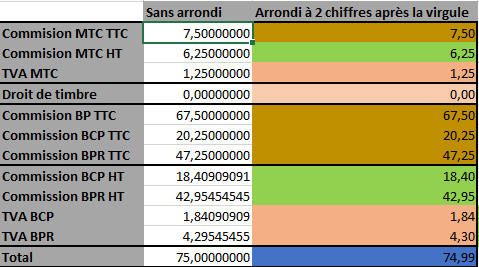 Sans arrondi Arrondi à 2 chiffres après la virgule
Commision MTC TTC 7,50000000 7,50
Commision MTC HT 6,25000000 6,25
TVA MTC 1,25000000 1,25
Droit de timbre 0,00000000 0,00
Commision BP TTC 67,50000000 67,50
Commission BCP TTC 20,25000000 20,25
Commission BPR TTC 47,25000000 47,25
Commission BCP HT 18,40909091 18,40
Commission BPR HT 42,95454545 42,95
TVA BCP 1,84090909 1,84
TVA BPR 4,29545455 4,30
Total 75,00000000 74,99